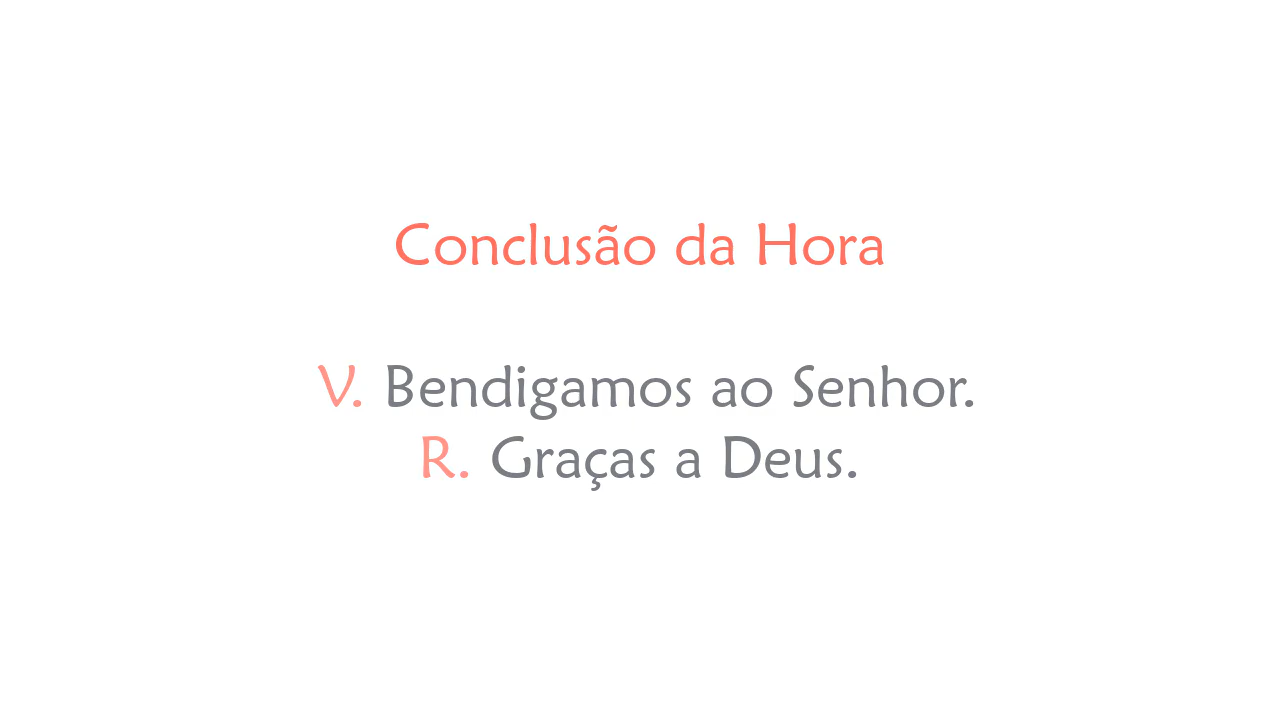 Conclusão da Hora
V. Bendigamos ao Senhor.
R. Graças a Deus.